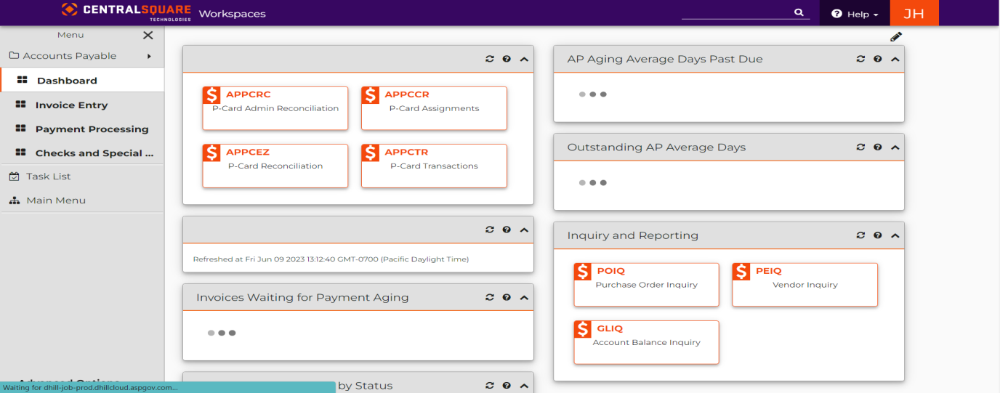 CENTRALSQUARE
TECHNOLOGIES
Workspaces
Help
JH
Menu
Accounts Payable
Dashboard
Invoice Entry
Payment Processing
Checks and Special ...
Task List
Main Menu
Advanced Options
Waiting for dhill-job-prod.dhillcloud.aspgov.com...
APPCRC
P-Card Admin Reconciliation
APPCCR
P-Card Assignments
APPCEZ
P-Card Reconciliation
APPCTR
P-Card Transactions
Refreshed at Fri Jun 09 2023 13:12:40 GMT-0700 (Pacific Daylight Time)
Invoices Waiting for Payment Aging
by Status
AP Aging Average Days Past Due
Outstanding AP Average Days
Inquiry and Reporting
POIQ
Purchase Order Inquiry
PEIQ
Vendor Inquiry
GLIQ
Account Balance Inquiry